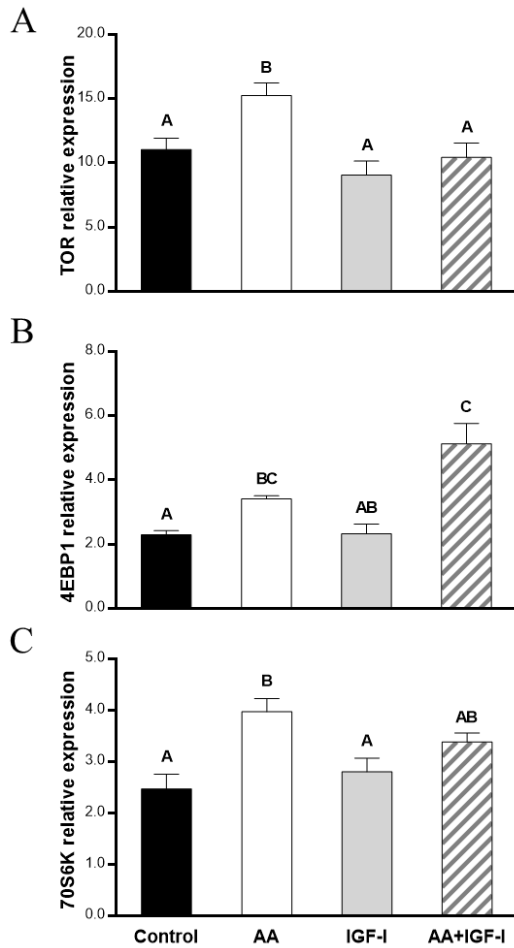 A
TOR relative expression
20.0
15.0
10.0
5.0
0.0
A
B
A
A
B
4EBP1 relative expression
8.0
6.0
4.0
2.0
0.0
A
BC
AB
C
C
70S6K relative expression
5.0
4.0
3.0
2.0
1.0
0.0
A
B
A
AB
Control AA IGF-I AA+IGF-I